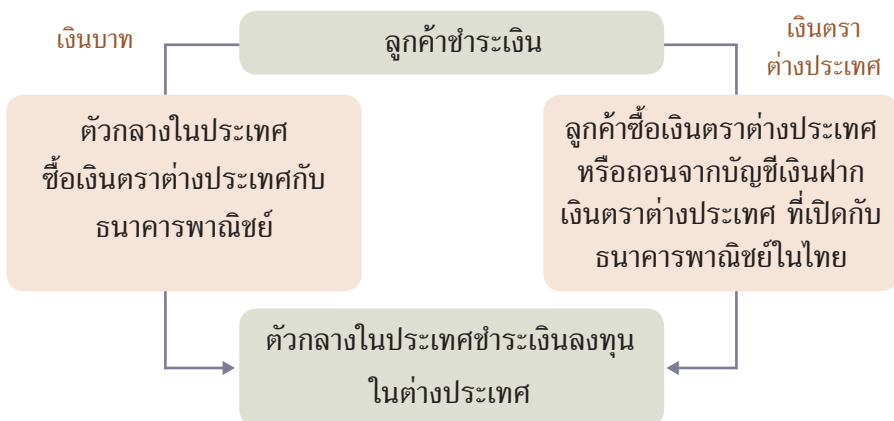 ลูกค้าชำระเงิน
เงินบาท
เงินตรา
ต่างประเทศ
ตัวกลางในประเทศ
ซื้อเงินตราต่างประเทศกับ
ธนาคารพาณิชย์
ลูกค้าซื้อเงินตราต่างประเทศ
หรือถอนจากบัญชีเงินฝาก
เงินตราต่างประเทศ ที่เปิดกับ
ธนาคารพาณิชย์ในไทย
ตัวกลางในประเทศชำระเงินลงทุน
ในต่างประเทศ